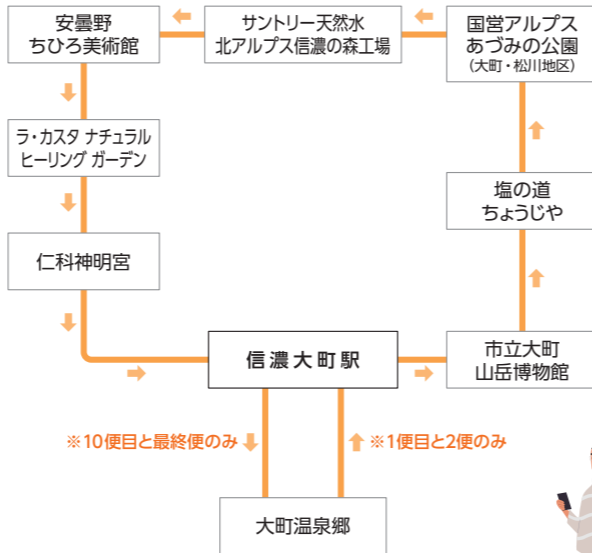 安曇野
ちひろ美術館
サントリー天然水
北アルプス信濃の森工場
国営アルプス
あづみの公園
(大町・松川地区)
ラ・カスタ ナチュラル
ヒーリング ガーデン
塩の道
ちょうじや
仁科神明宮
信濃大町駅
市立大町
山岳博物館
※10便目と最終便のみ
※1便目と2便のみ
大町温泉郷